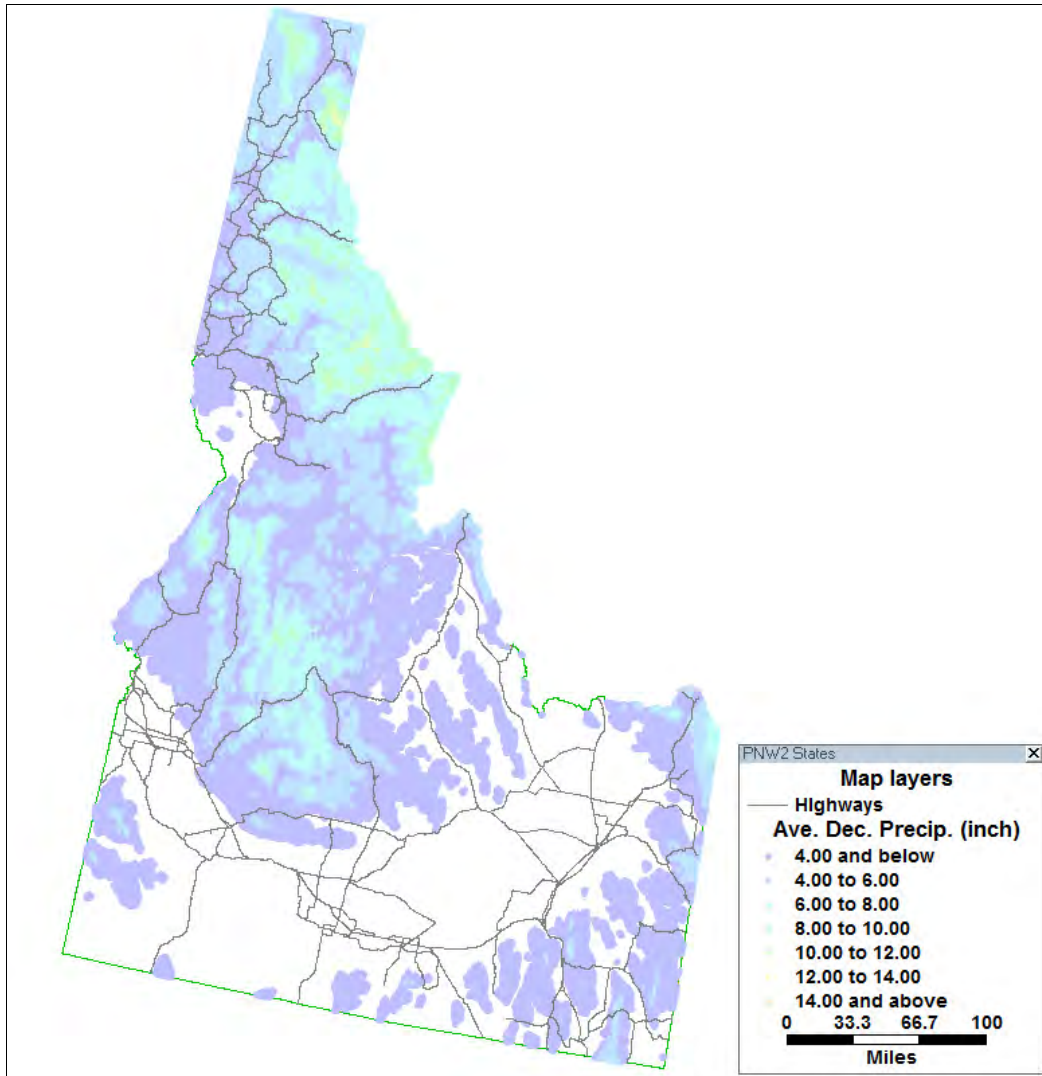 PNW2 States
Map layers
Highways
Ave. Dec. Precip. (inch)
4.00 and below
4.00 to 6.00
6.00 to 8.00
8.00 to 10.00
10.00 to 12.00
12.00 to 14.00
14.00 and above
0 33.3 66.7 100
Miles